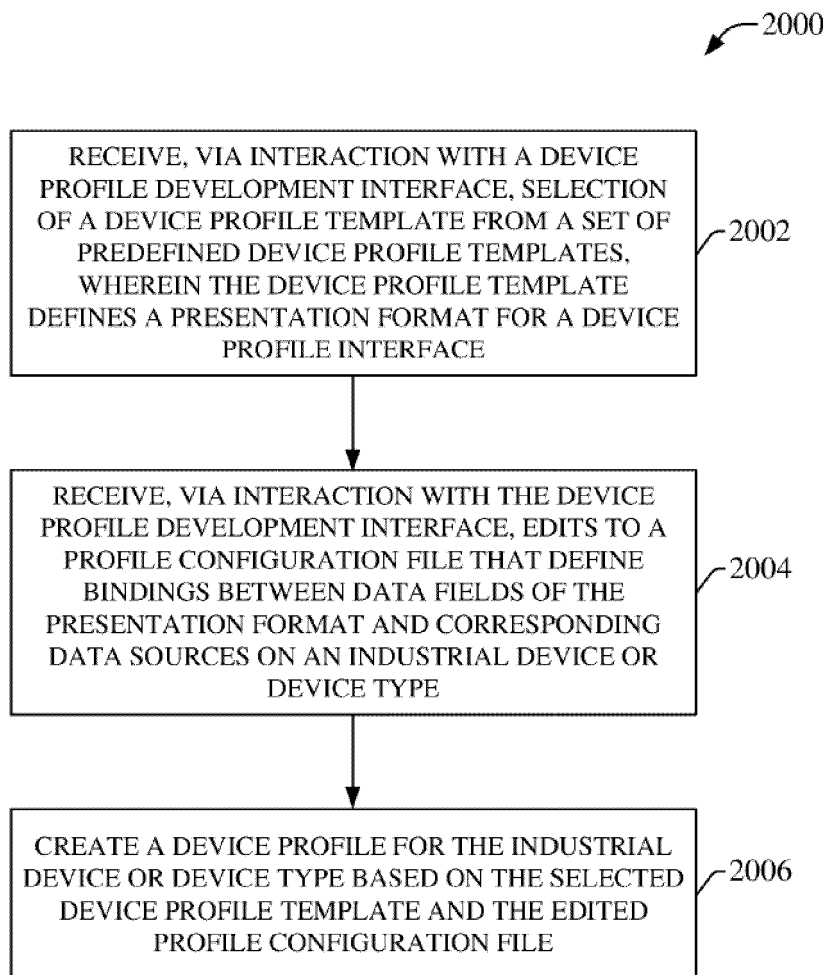 2000
RECEIVE, VIA INTERACTION WITH A DEVICE
PROFILE DEVELOPMENT INTERFACE, SELECTION
OF A DEVICE PROFILE TEMPLATE FROM A SET OF
PREDEFINED DEVICE PROFILE TEMPLATES,
WHEREIN THE DEVICE PROFILE TEMPLATE
DEFINES A PRESENTATION FORMAT FOR A DEVICE
PROFILE INTERFACE
2002
RECEIVE, VIA INTERACTION WITH THE DEVICE
PROFILE DEVELOPMENT INTERFACE, EDITS TO A
PROFILE CONFIGURATION FILE THAT DEFINE
BINDINGS BETWEEN DATA FIELDS OF THE
PRESENTATION FORMAT AND CORRESPONDING
DATA SOURCES ON AN INDUSTRIAL DEVICE OR
DEVICE TYPE
2004
CREATE A DEVICE PROFILE FOR THE INDUSTRIAL
DEVICE OR DEVICE TYPE BASED ON THE SELECTED
DEVICE PROFILE TEMPLATE AND THE EDITED
PROFILE CONFIGURATION FILE
2006